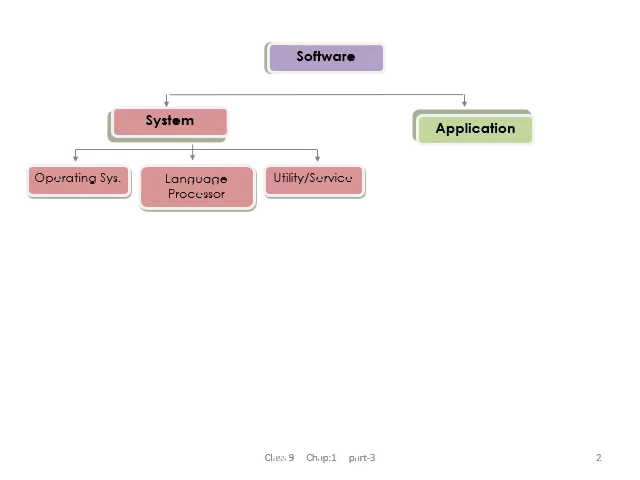 Software
System
Application
Operating Sys.
Language
Processor
Utility/Service
Class 9 Chap:1 part-3
2